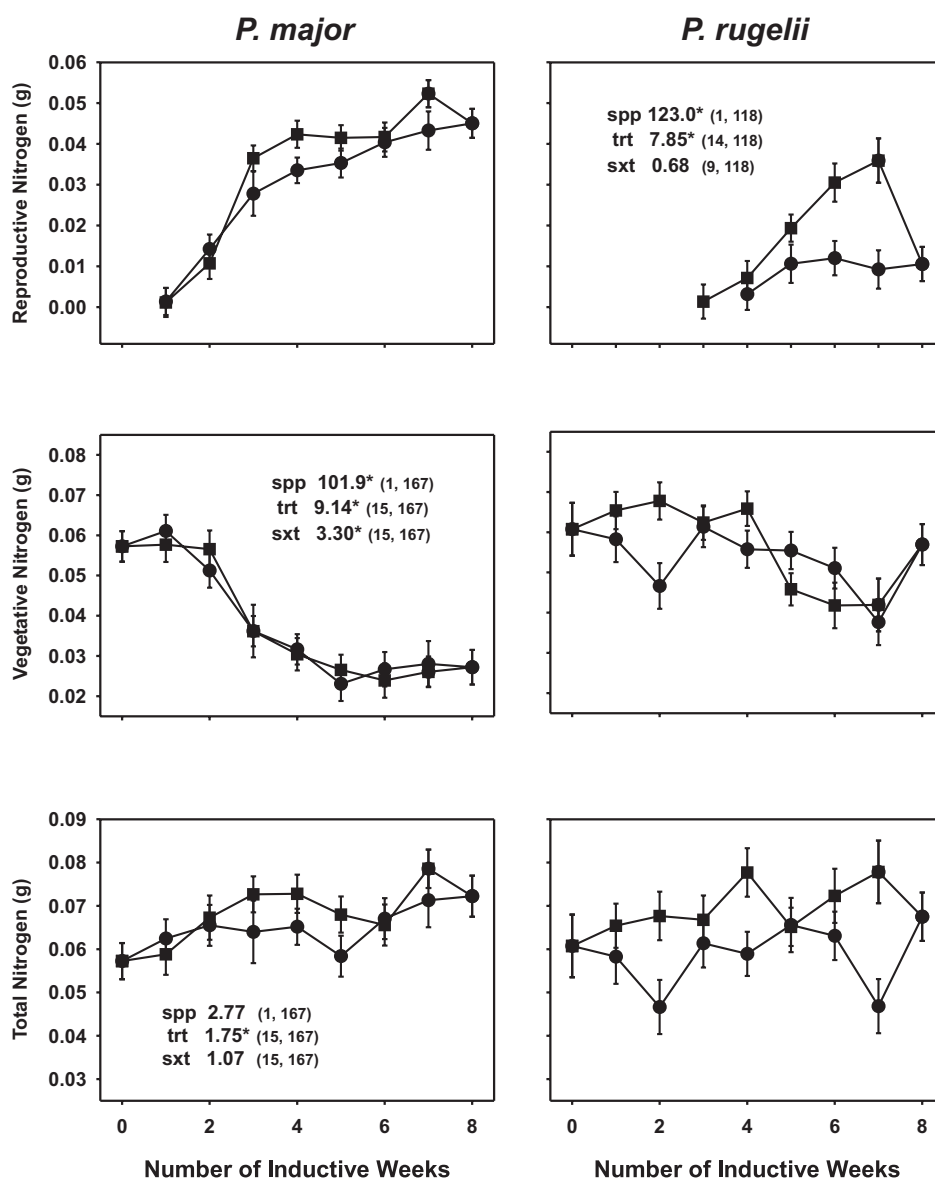 P. major
P. rugelii
Reproductive Nitrogen (g)
0.06
0.05
0.04
0.03
0.02
0.01
0.00
spp 123.0* (1, 118)
trt 7.85* (14, 118)
sxt 0.68 (9, 118)
Vegetative Nitrogen (g)
0.08
0.07
0.06
0.05
0.04
0.03
0.02
spp 101.9* (1, 167)
trt 9.14* (15, 167)
sxt 3.30* (15, 167)
Total Nitrogen (g)
0.09
0.08
0.07
0.06
0.05
0.04
0.03
spp 2.77 (1, 167)
trt 1.75* (15, 167)
sxt 1.07 (15, 167)
0 2 4 6 8
0 2 4 6 8
Number of Inductive Weeks
Number of Inductive Weeks